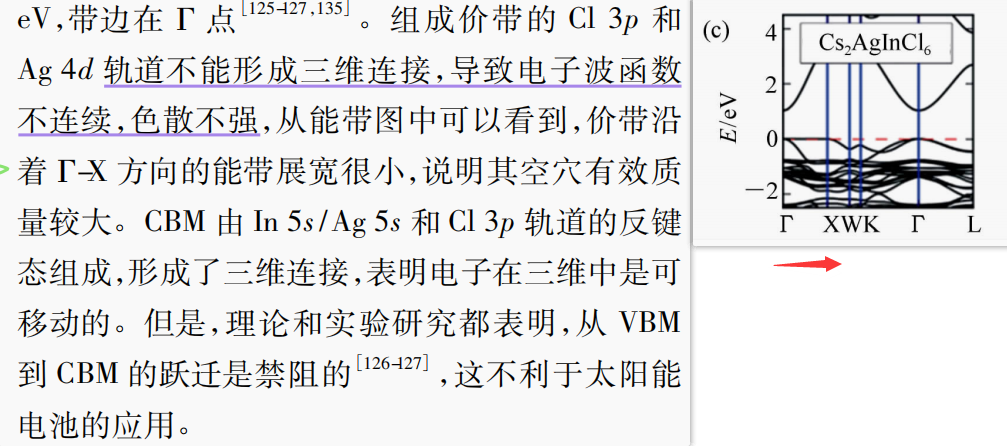 eV,带边在 Γ 点[125-127,135]。组成价带的 Cl 3p 和
Ag 4d 轨道不能形成三维连接,导致电子波函数
不连续,色散不强,从能带图中可以看到,价带沿
着 Γ-X 方向的能带展宽很小,说明其空穴有效质
量较大。CBM 由 In 5s/Ag 5s 和 Cl 3p 轨道的反键
态组成,形成了三维连接,表明电子在三维中是可
移动的。但是,理论和实验研究都表明,从 VBM
到 CBM 的跃迁是禁阻的[126-127],这不利于太阳能
电池的应用。
(c)
Cs₂AgInCl₆
E/eV
4
2
0
−2
Γ X W K Γ L